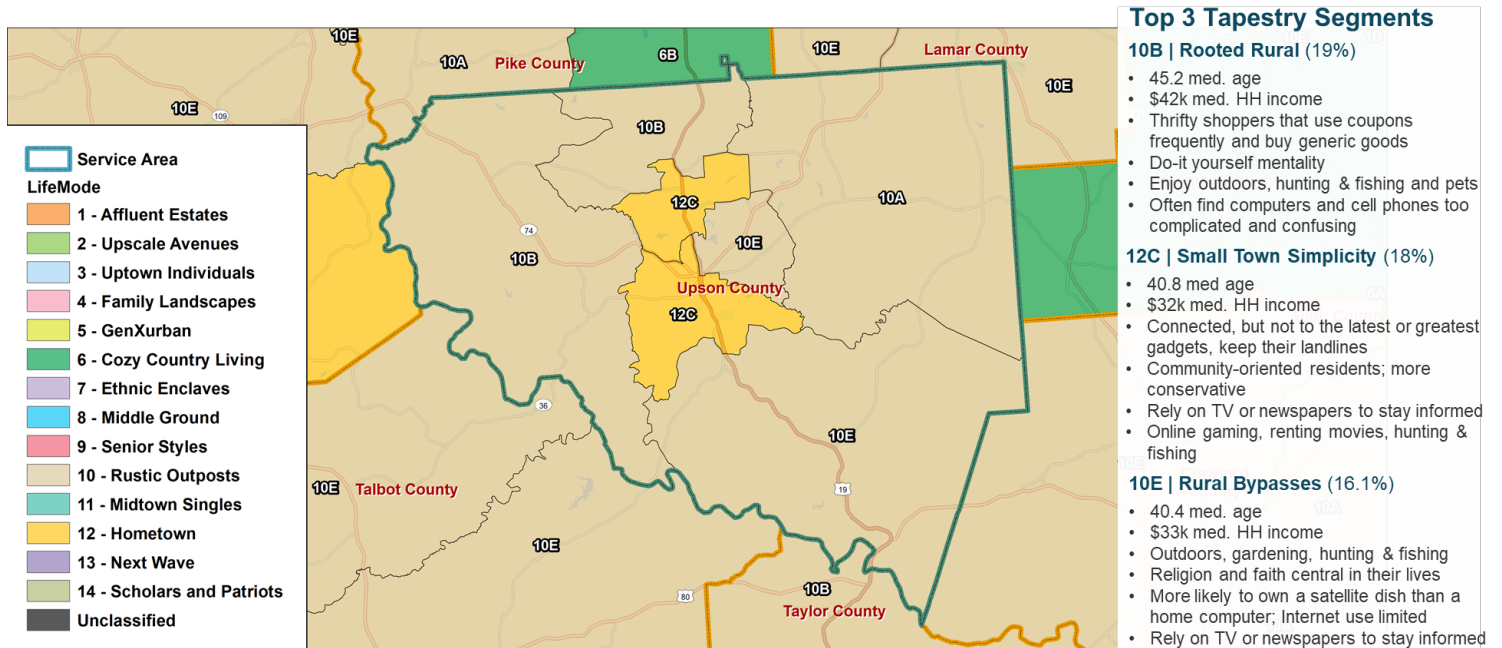 10E
10A
Pike County
6B
10E
Lamar County
10E
109
10E
Service Area
LifeMode
1 - Affluent Estates
2 - Upscale Avenues
3 - Uptown Individuals
4 - Family Landscapes
5 - GenXurban
6 - Cozy Country Living
7 - Ethnic Enclaves
8 - Middle Ground
9 - Senior Styles
10 - Rustic Outposts
11 - Midtown Singles
12 - Hometown
13 - Next Wave
14 - Scholars and Patriots
Unclassified
10B
12C
10A
74
10B
10E
Upson County
12C
36
10E
10E
Talbot County
19
10E
80
10B
Taylor County
Top 3 Tapestry Segments
10B | Rooted Rural (19%)
• 45.2 med. age
• $42k med. HH income
• Thrifty shoppers that use coupons
frequently and buy generic goods
• Do-it yourself mentality
• Enjoy outdoors, hunting & fishing and pets
• Often find computers and cell phones too
complicated and confusing
12C | Small Town Simplicity (18%)
• 40.8 med age
• $32k med. HH income
• Connected, but not to the latest or greatest
gadgets, keep their landlines
• Community-oriented residents; more
conservative
• Rely on TV or newspapers to stay informed
• Online gaming, renting movies, hunting &
fishing
10E | Rural Bypasses (16.1%)
• 40.4 med. age
• $33k med. HH income
• Outdoors, gardening, hunting & fishing
• Religion and faith central in their lives
• More likely to own a satellite dish than a
home computer; Internet use limited
• Rely on TV or newspapers to stay informed